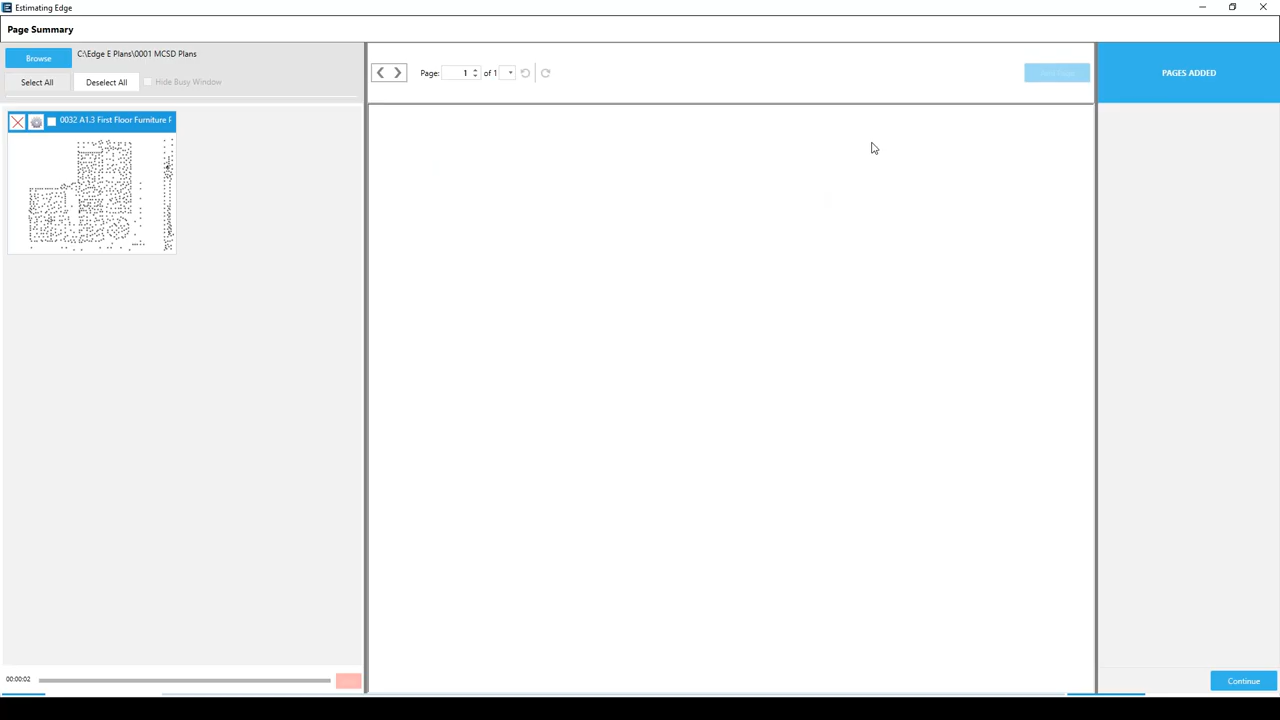 Estimating Edge
Page Summary
Browse
C:\Edge E Plans\0001 MCSD Plans
Select All
Deselect All
Hide Busy Window
0032 A1.3 First Floor Furniture
Page: 1 of 1
PAGES ADDED
00:00:02
Continue